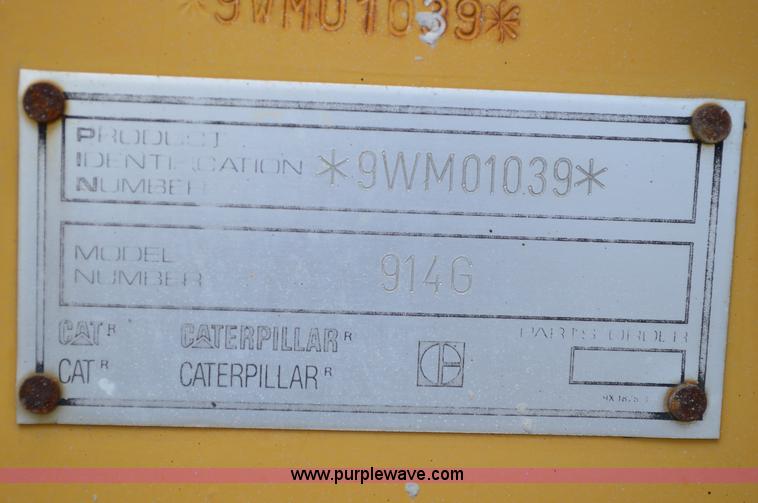 *9WM01039*
PRODUCT
IDENTIFICATION *9WM01039*
NUMBER
MODEL
NUMBER 914G
CAT R CATERPILLAR R PARTS ORDER
CAT R CATERPILLAR R
www.purplewave.com